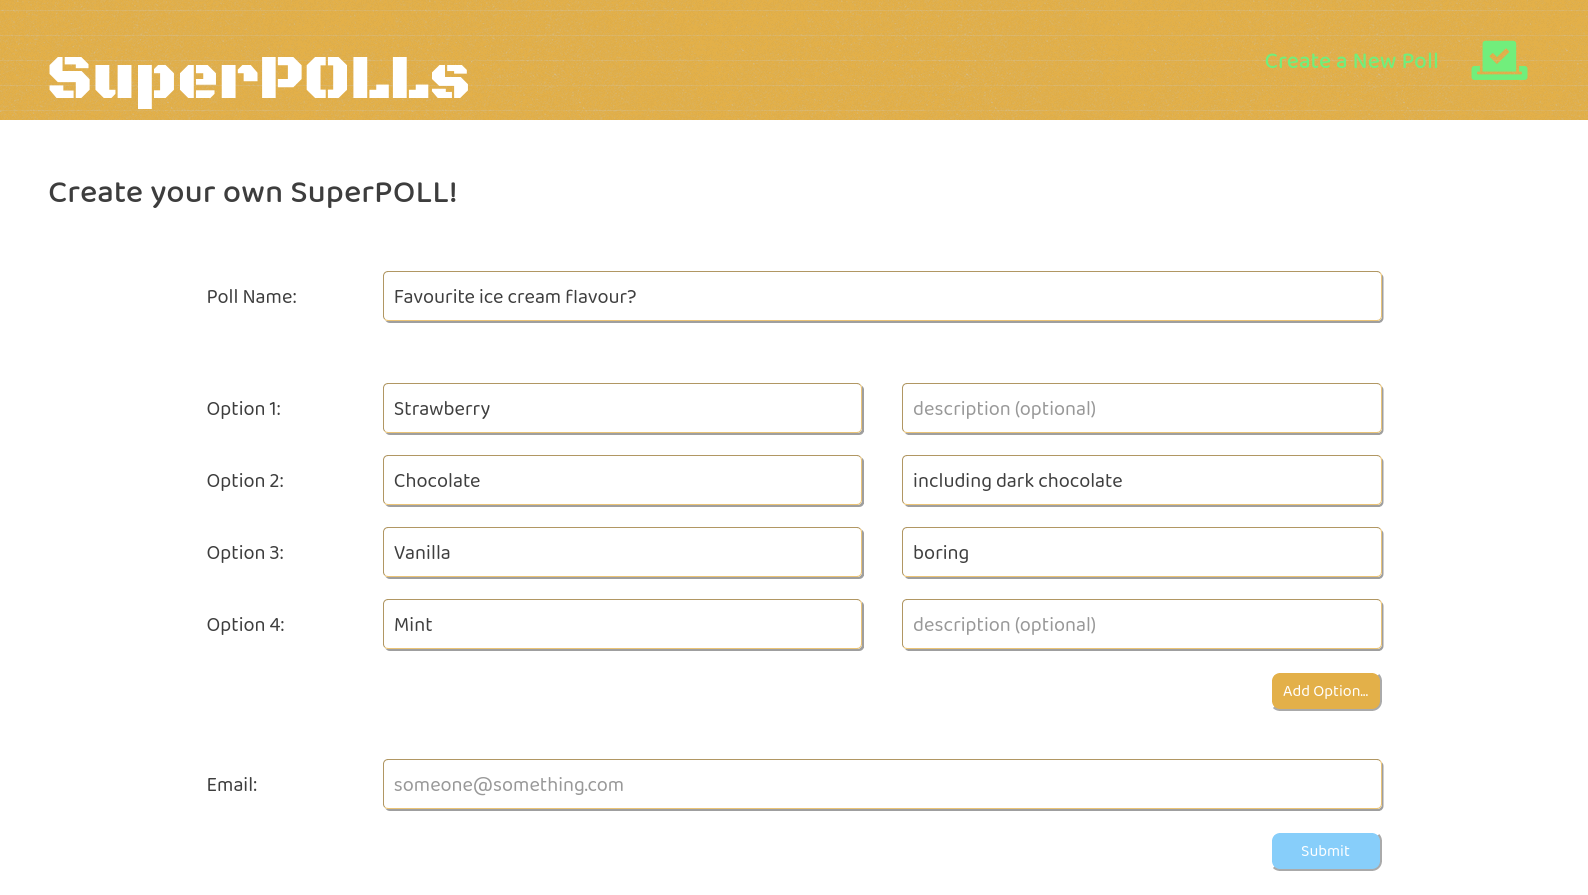 SuperPOLLs
Create a New Poll
Create your own SuperPOLL!
Poll Name: Favourite ice cream flavour?
Option 1: Strawberry description (optional)
Option 2: Chocolate including dark chocolate
Option 3: Vanilla boring
Option 4: Mint description (optional)
Add Option...
Email: someone@something.com
Submit